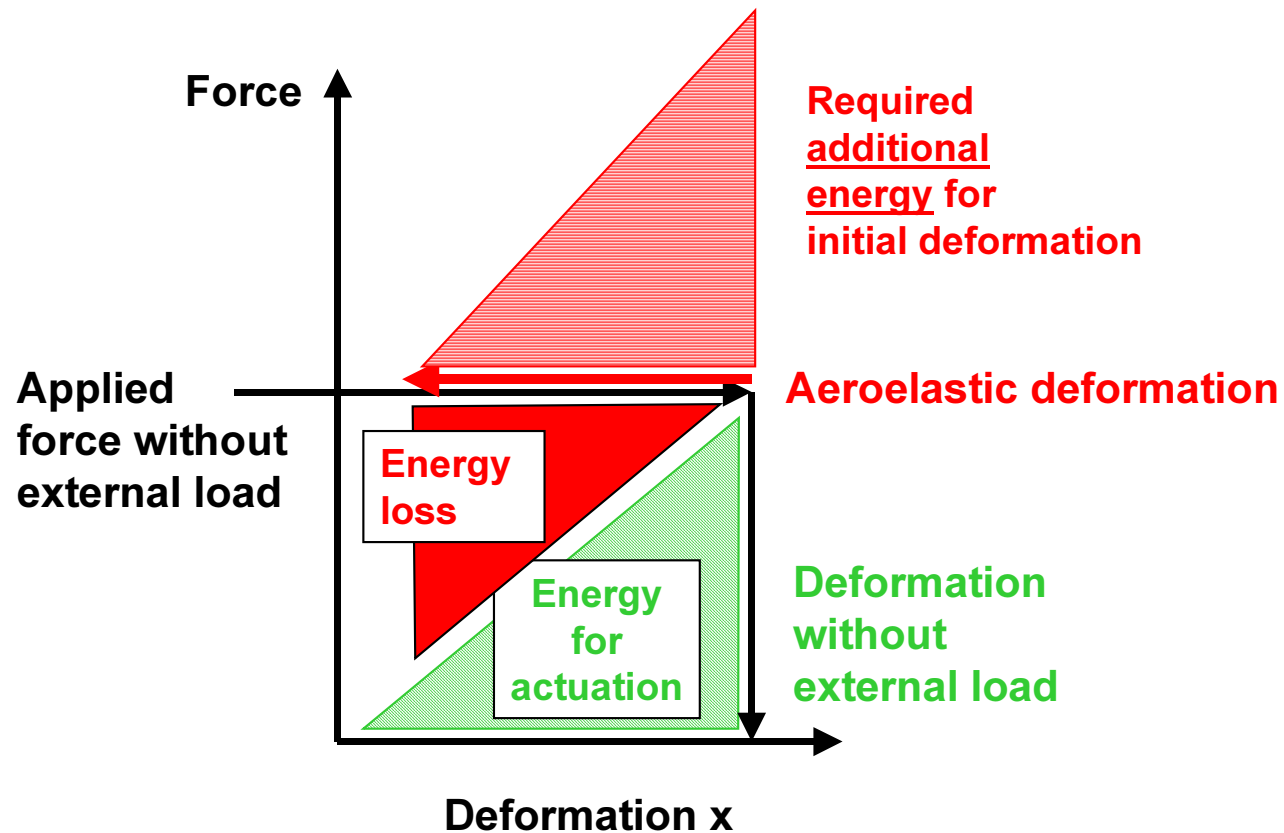 Force
Required
additional
energy for
initial deformation
Applied
force without
external load
Aeroelastic deformation
Energy
loss
Energy
for
actuation
Deformation
without
external load
Deformation x